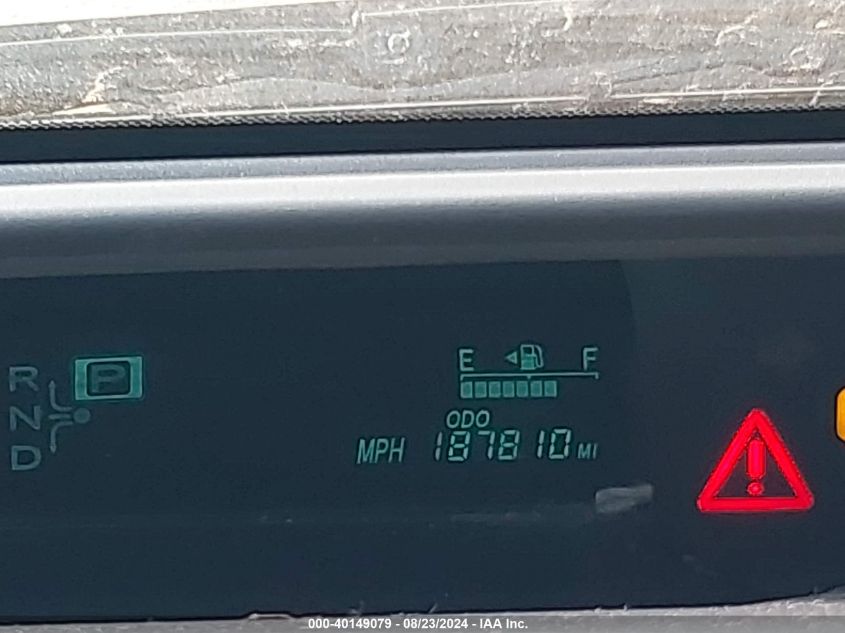 E F
R P
N
ODO
D MPH 187810 MI
000-40149079 - 08/23/2024 - IAA Inc.